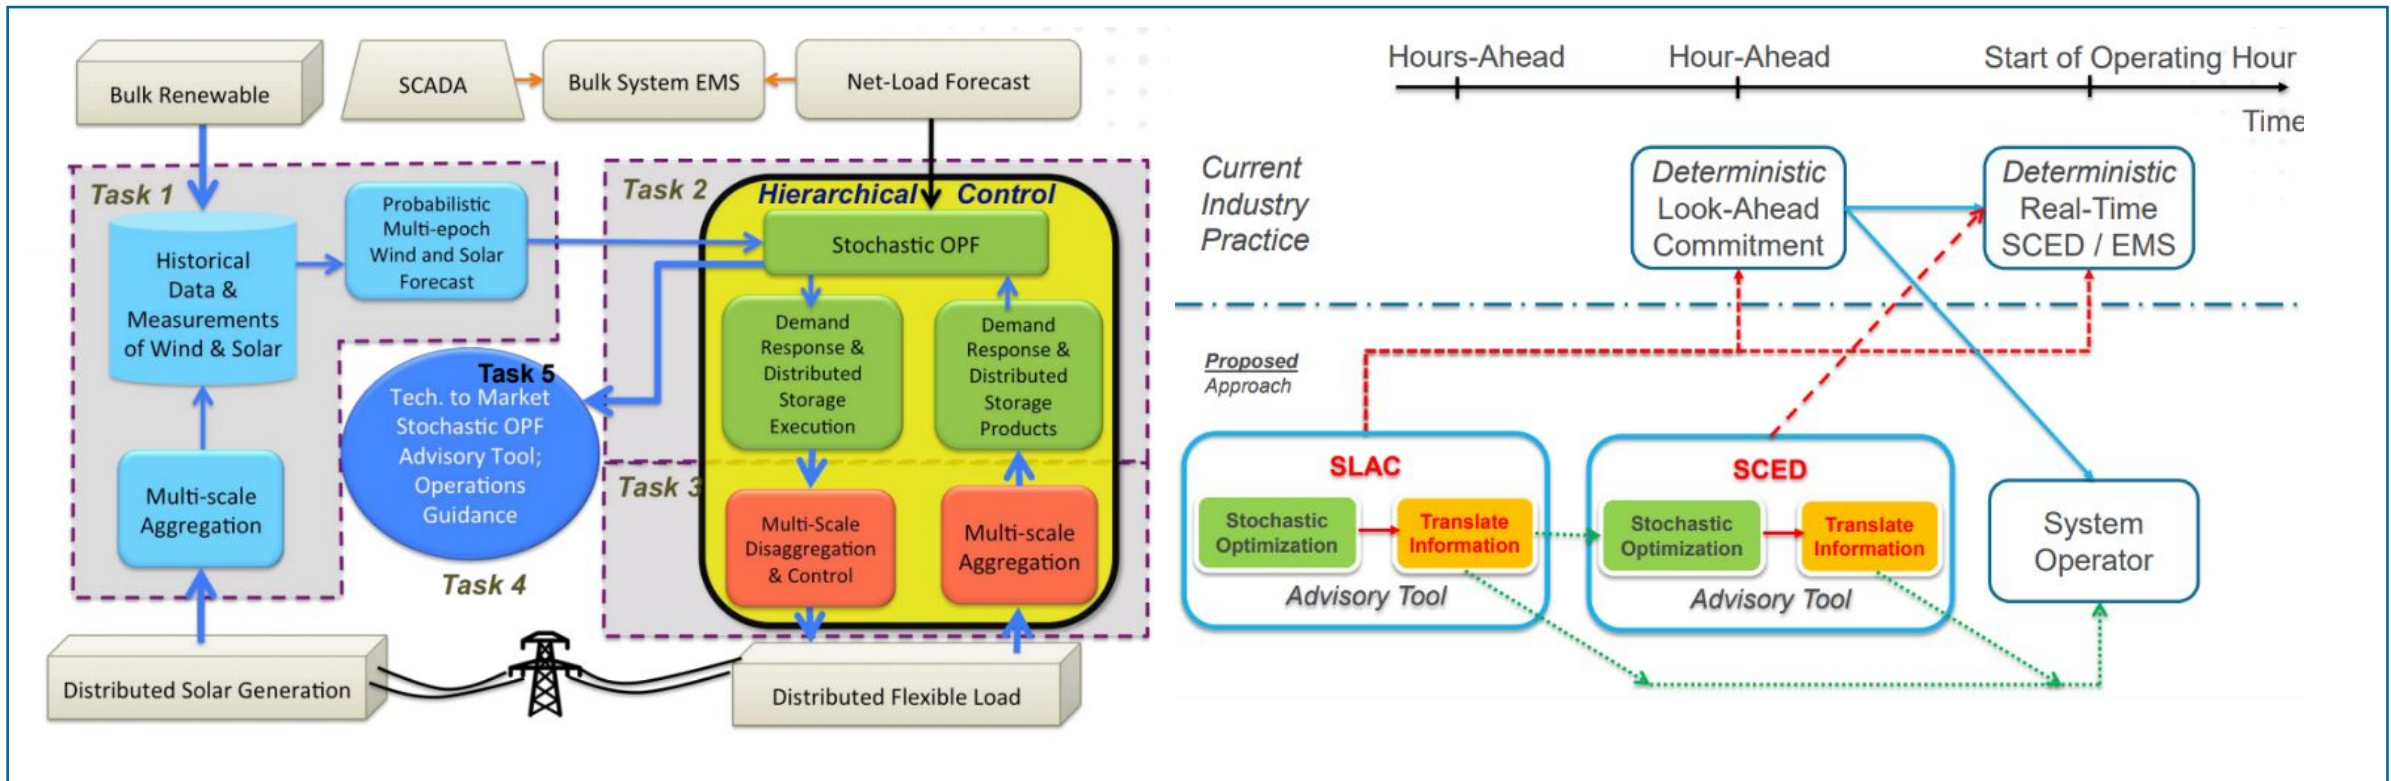 Bulk Renewable
SCADA
Bulk System EMS
Net-Load Forecast
Task 1
Historical
Data &
Measurements
of Wind & Solar
Probabilistic
Multi-epoch
Wind and Solar
Forecast
Multi-scale
Aggregation
Distributed Solar Generation
Task 5
Tech. to Market
Stochastic OPF
Advisory Tool;
Operations
Guidance
Task 4
Task 2
Hierarchical Control
Stochastic OPF
Demand
Response &
Distributed
Storage
Execution
Demand
Response &
Distributed
Storage
Products
Task 3
Multi-Scale
Disaggregation
& Control
Multi-scale
Aggregation
Distributed Flexible Load
Hours-Ahead
Hour-Ahead
Start of Operating Hour
Time
Current
Industry
Practice
Deterministic
Look-Ahead
Commitment
Deterministic
Real-Time
SCED / EMS
Proposed
Approach
SLAC
Stochastic
Optimization
Translate
Information
Advisory Tool
SCED
Stochastic
Optimization
Translate
Information
Advisory Tool
System
Operator